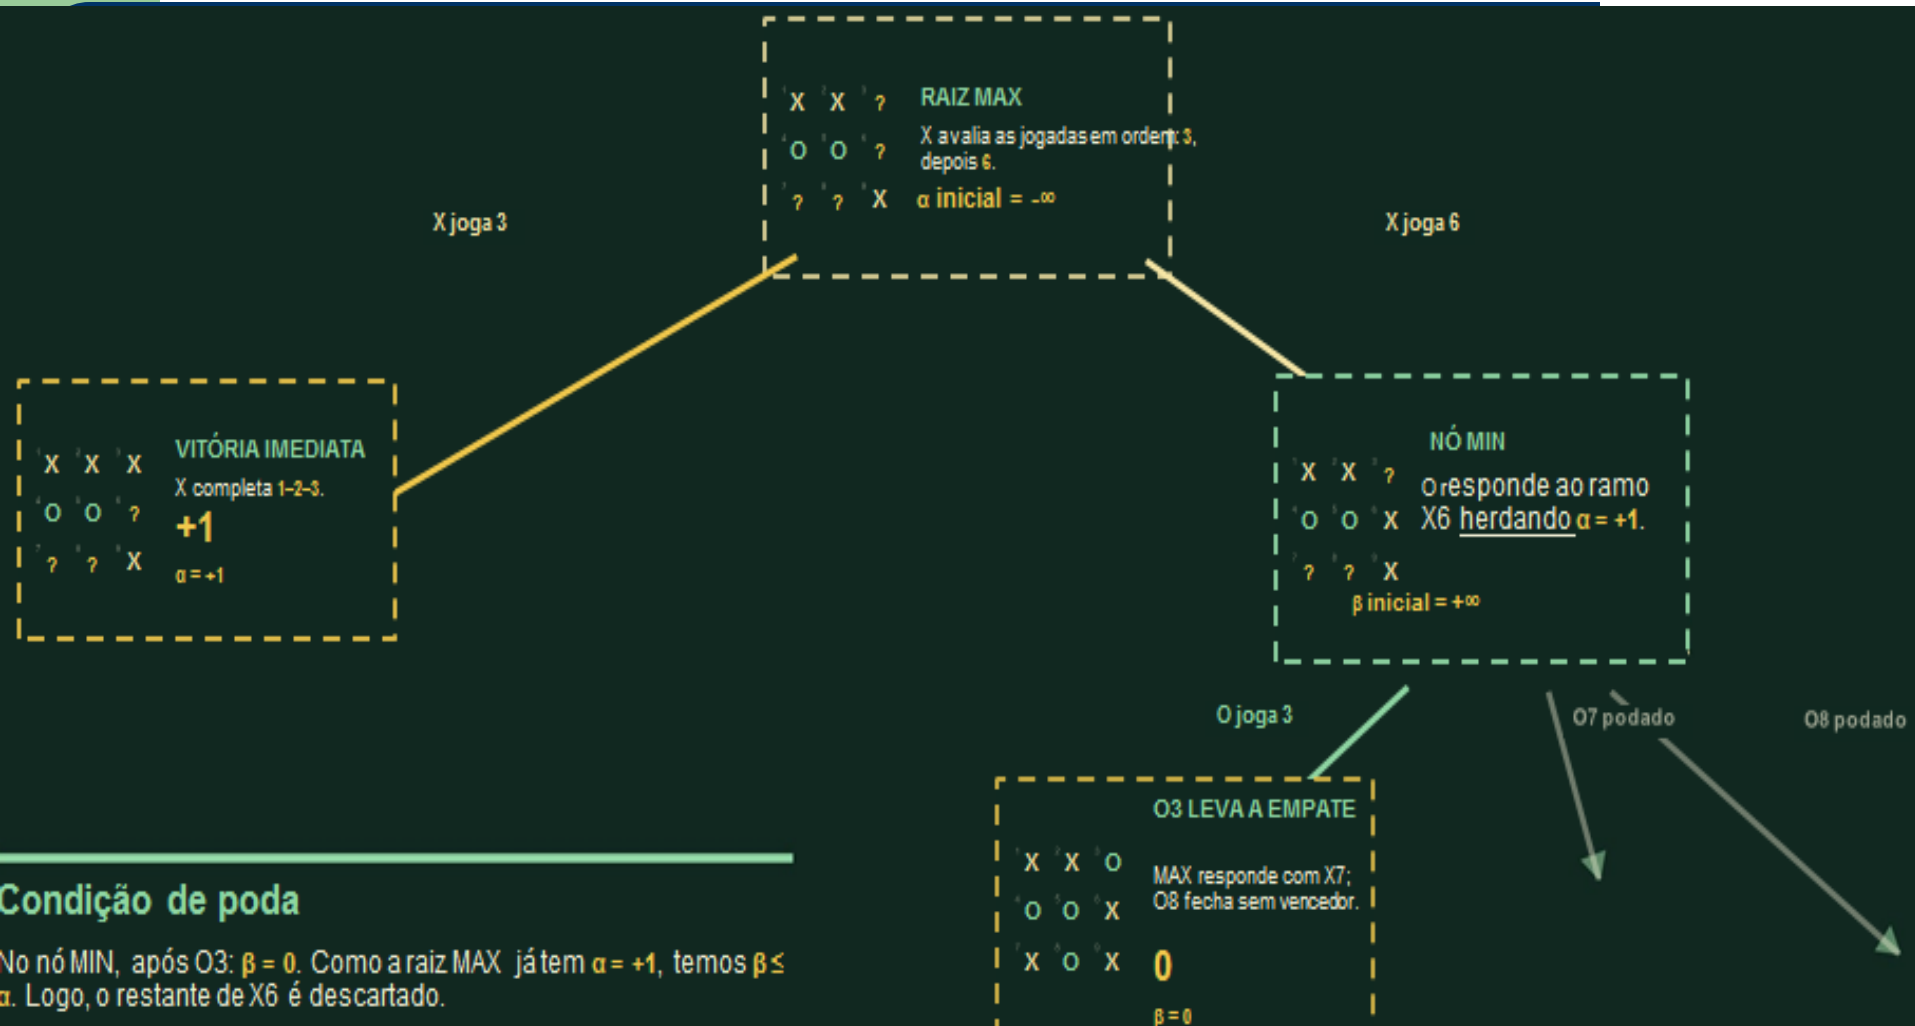 X X ?
O O ?
? ? X
RAIZ MAX
X avalia as jogadas em ordem: 3,
depois 6.
α inicial = -∞
X joga 3
X joga 6
X X X
O O ?
? ? X
VITÓRIA IMEDIATA
X completa 1–2–3.
+1
α = +1
NÓ MIN
X X ?
O O X
? ? X
O responde ao ramo
X6 herdando α = +1.
β inicial = +∞
O joga 3
O7 podado
O8 podado
O3 LEVA A EMPATE
X X O
O O X
X O X
MAX responde com X7;
O8 fecha sem vencedor.
0
β = 0
Condição de poda
No nó MIN, após O3: β = 0. Como a raiz MAX já tem α = +1, temos β ≤
α. Logo, o restante de X6 é descartado.